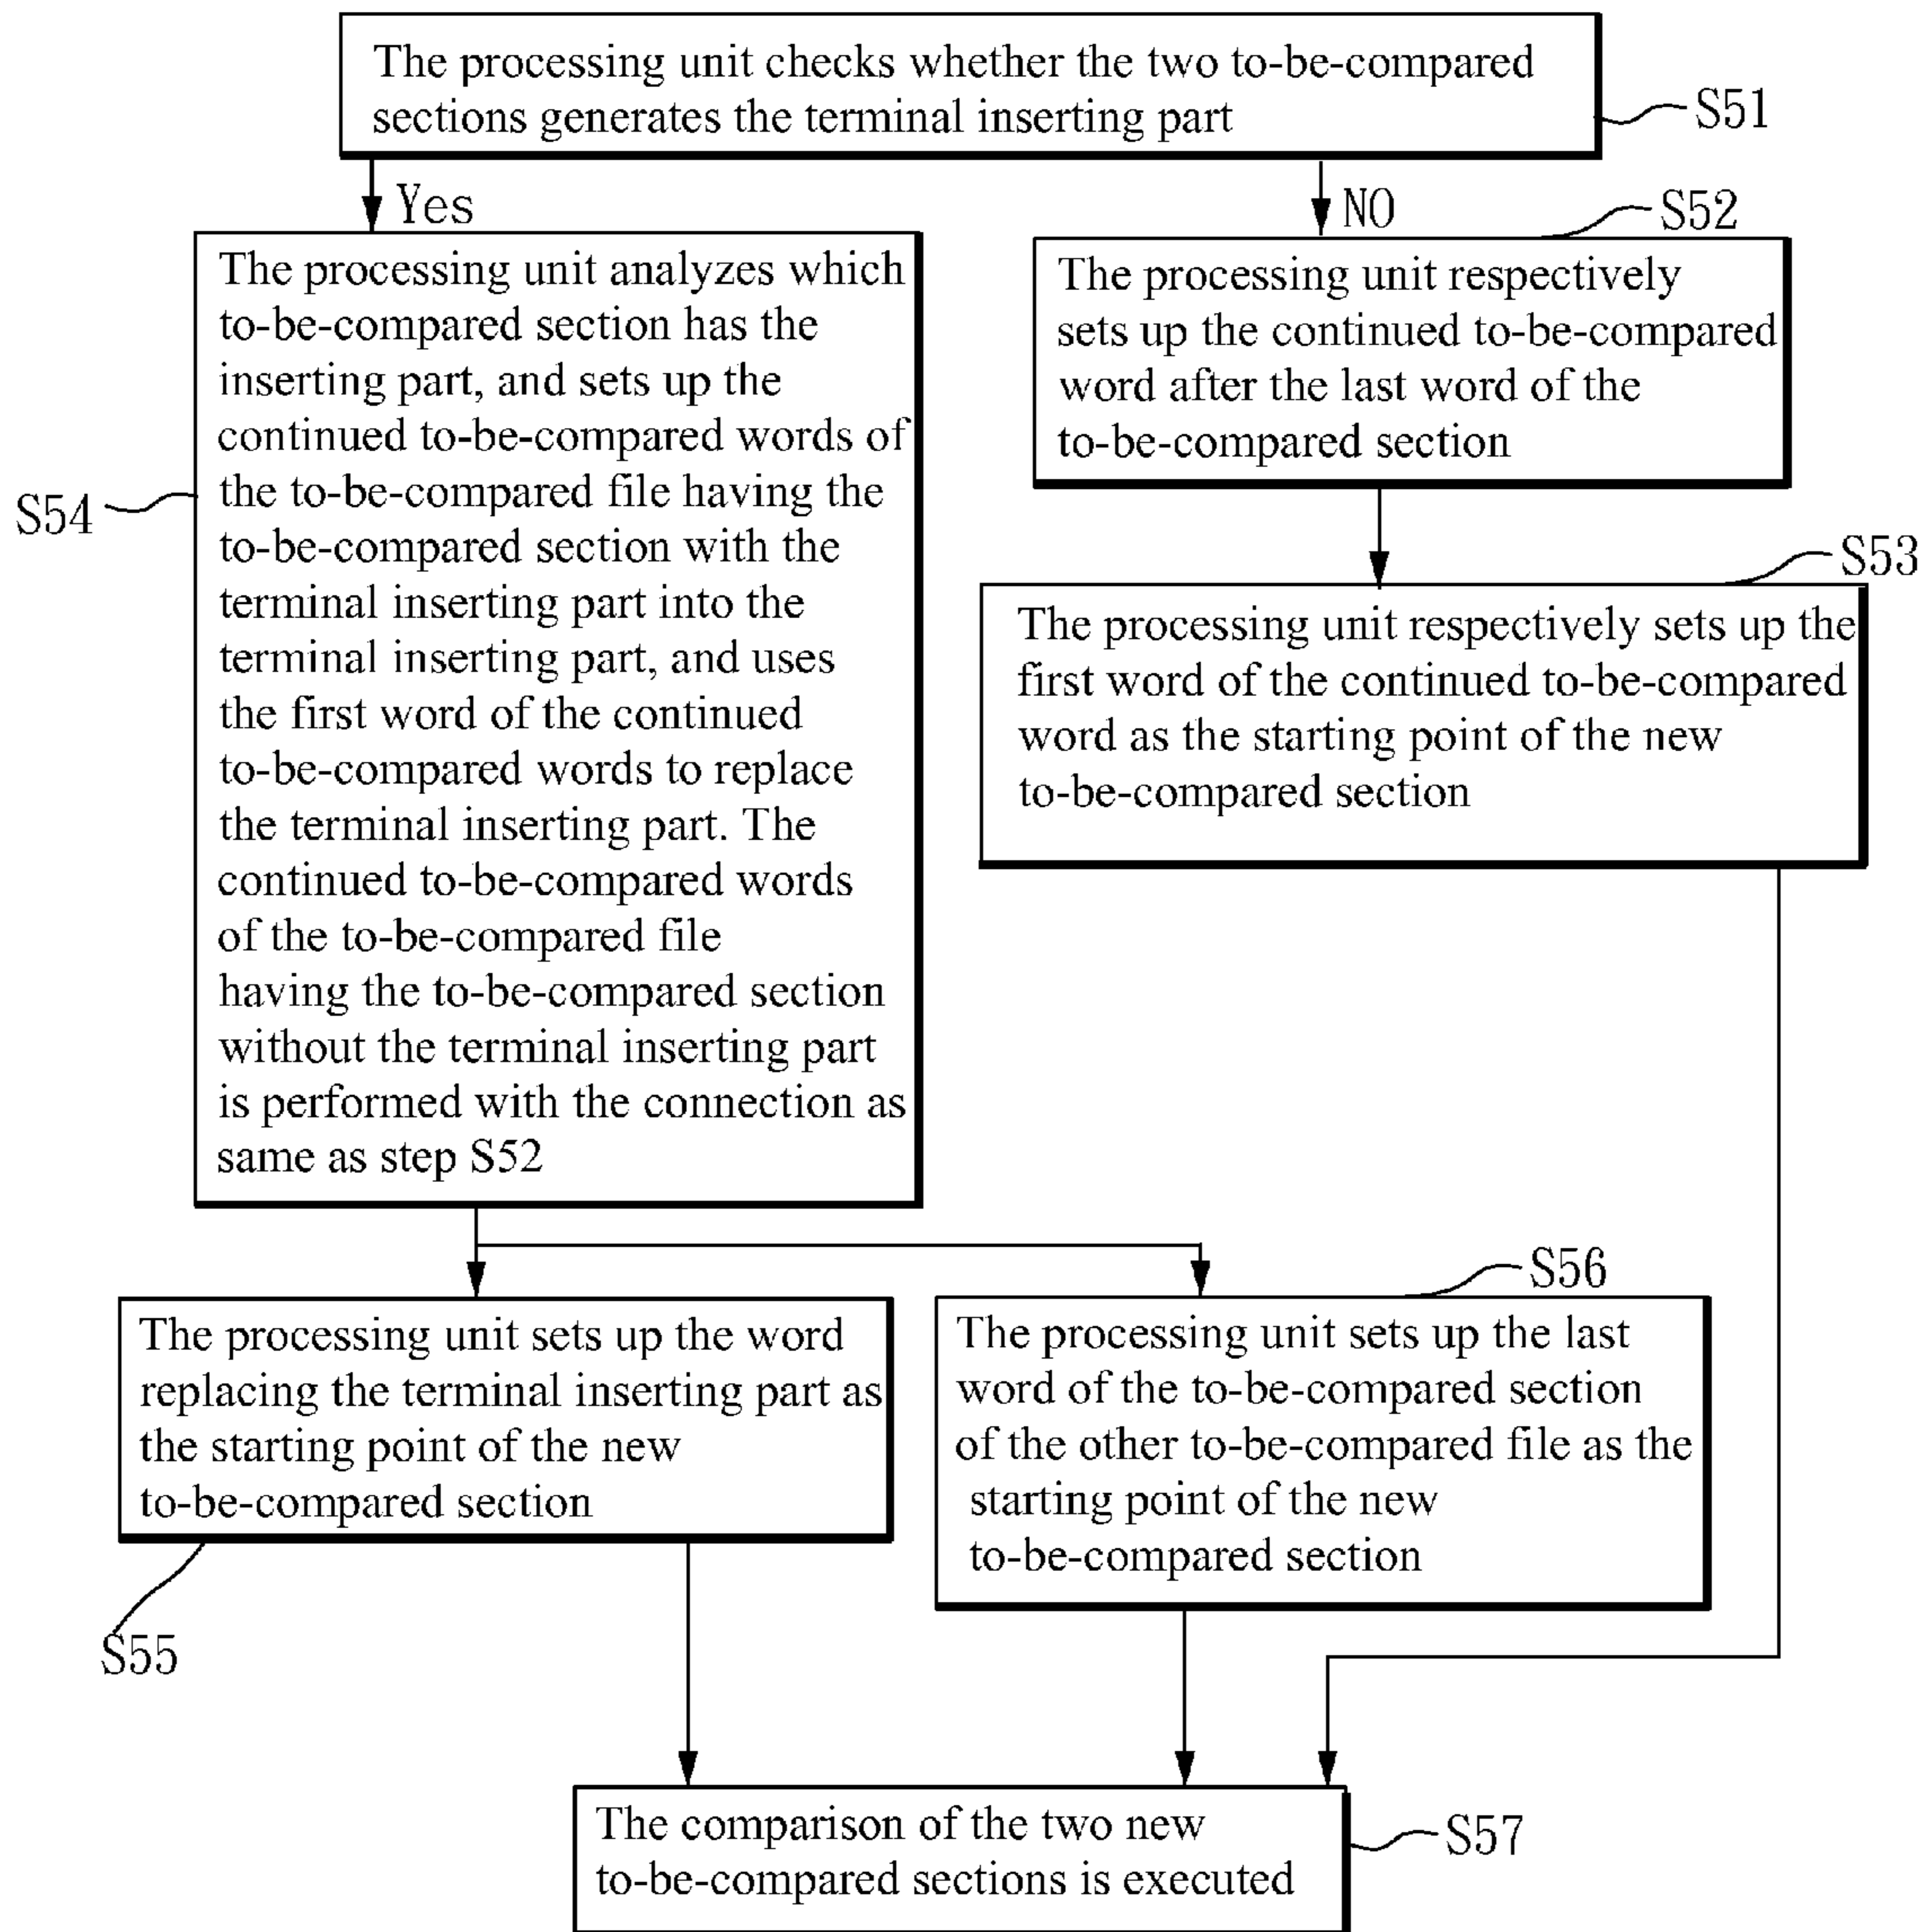 The processing unit checks whether the two to-be-compared
sections generates the terminal inserting part
S51
Yes
NO
S52
The processing unit analyzes which
to-be-compared section has the
inserting part, and sets up the
continued to-be-compared words of
the to-be-compared file having the
to-be-compared section with the
terminal inserting part into the
terminal inserting part, and uses
the first word of the continued
to-be-compared words to replace
the terminal inserting part. The
continued to-be-compared words
of the to-be-compared file
having the to-be-compared section
without the terminal inserting part
is performed with the connection as
same as step S52
S54
The processing unit respectively
sets up the continued to-be-compared
word after the last word of the
to-be-compared section
S53
The processing unit respectively sets up the
first word of the continued to-be-compared
word as the starting point of the new
to-be-compared section
S56
The processing unit sets up the word
replacing the terminal inserting part as
the starting point of the new
to-be-compared section
S55
The processing unit sets up the last
word of the to-be-compared section
of the other to-be-compared file as the
starting point of the new
to-be-compared section
The comparison of the two new
to-be-compared sections is executed
S57